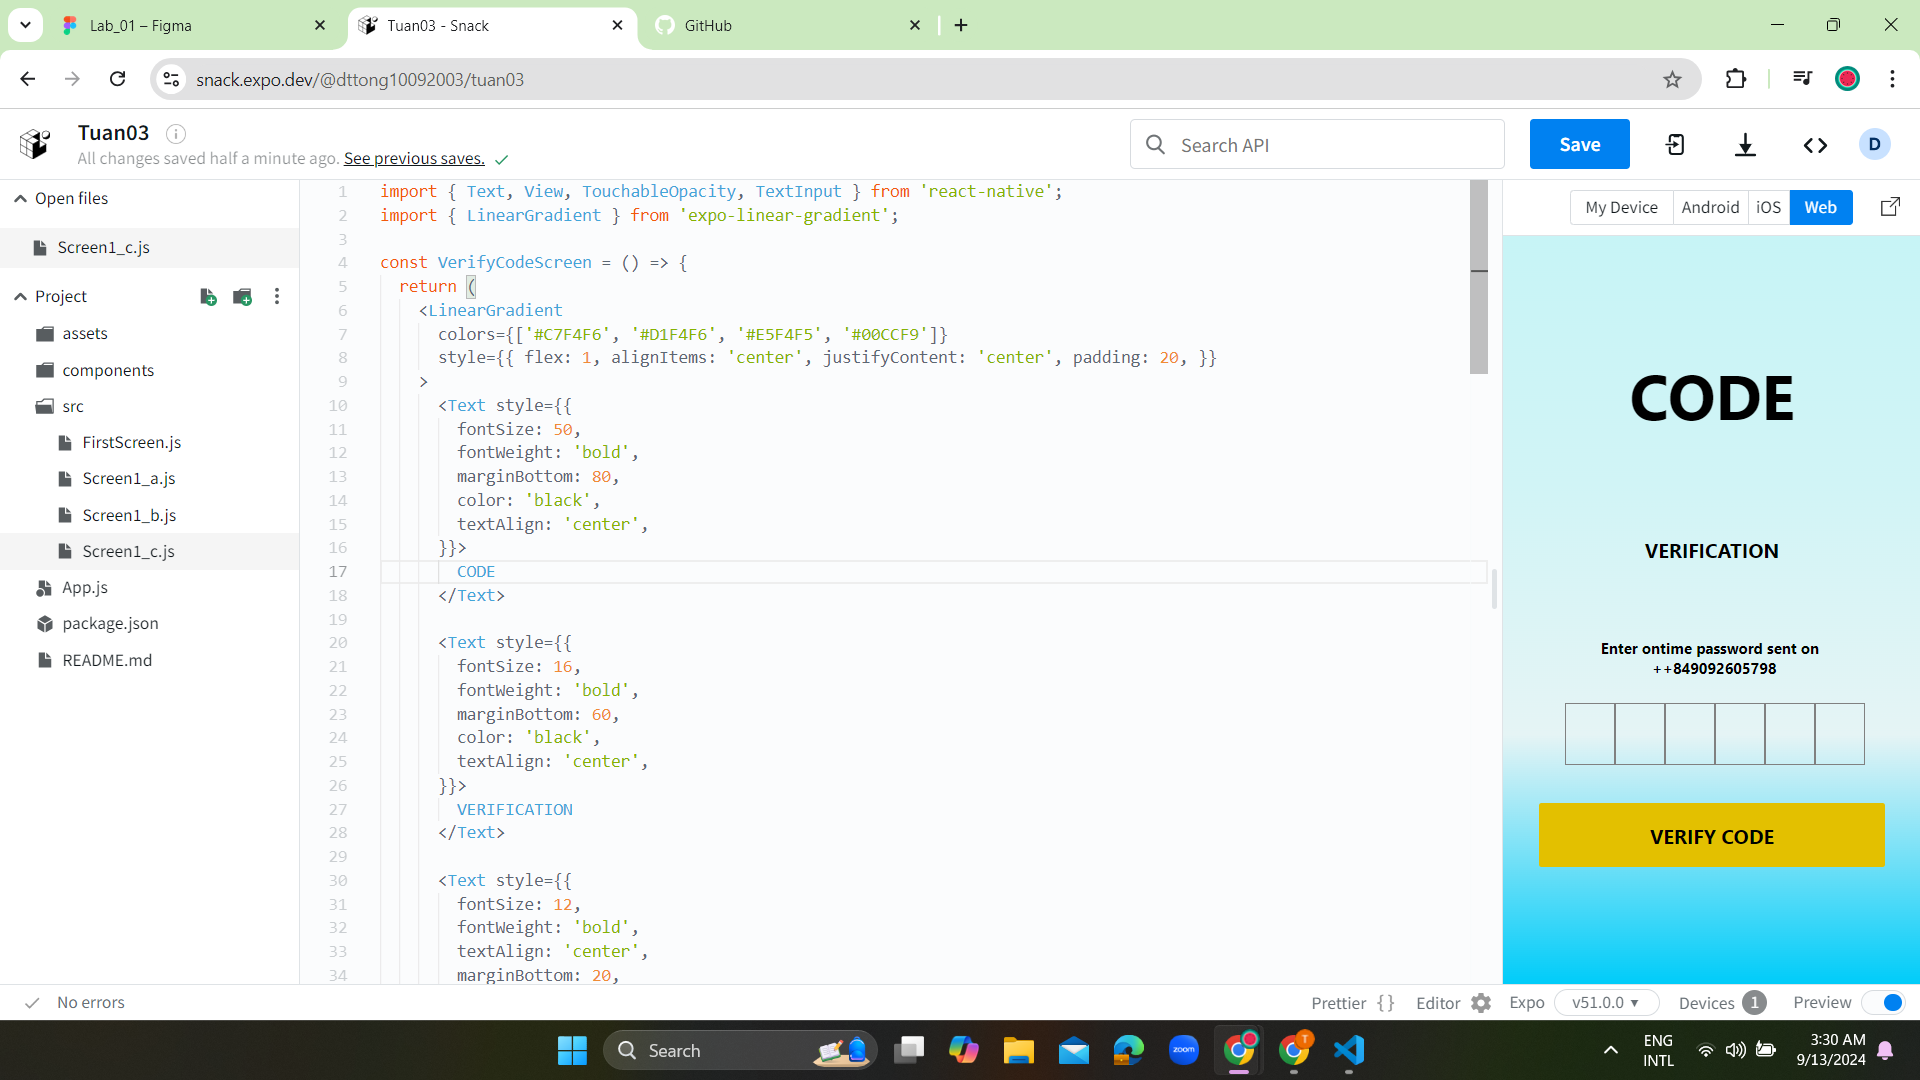 Lab_01 – Figma
Tuan03 - Snack
GitHub
snack.expo.dev/@dttong10092003/tuan03
Tuan03
All changes saved half a minute ago. See previous saves.
Search API
Save
D
Open files
Screen1_c.js
Project
assets
components
src
FirstScreen.js
Screen1_a.js
Screen1_b.js
Screen1_c.js
App.js
package.json
README.md
1 import { Text, View, TouchableOpacity, TextInput } from 'react-native';
2 import { LinearGradient } from 'expo-linear-gradient';
3
4 const VerifyCodeScreen = () => {
5 return (
6 <LinearGradient
7 colors={['#C7F4F6', '#D1F4F6', '#E5F4F5', '#00CCF9']}
8 style={{ flex: 1, alignItems: 'center', justifyContent: 'center', padding: 20, }}
9 >
10 <Text style={{
11 fontSize: 50,
12 fontWeight: 'bold',
13 marginBottom: 80,
14 color: 'black',
15 textAlign: 'center',
16 }}>
17 CODE
18 </Text>
19
20 <Text style={{
21 fontSize: 16,
22 fontWeight: 'bold',
23 marginBottom: 60,
24 color: 'black',
25 textAlign: 'center',
26 }}>
27 VERIFICATION
28 </Text>
29
30 <Text style={{
31 fontSize: 12,
32 fontWeight: 'bold',
33 textAlign: 'center',
34 marginBottom: 20,
My Device
Android
iOS
Web
CODE
VERIFICATION
Enter ontime password sent on
++849092605798
VERIFY CODE
No errors
Prettier { }
Editor
Expo
v51.0.0
Devices 1
Preview
Search
zoom
T
ENG
INTL
3:30 AM
9/13/2024